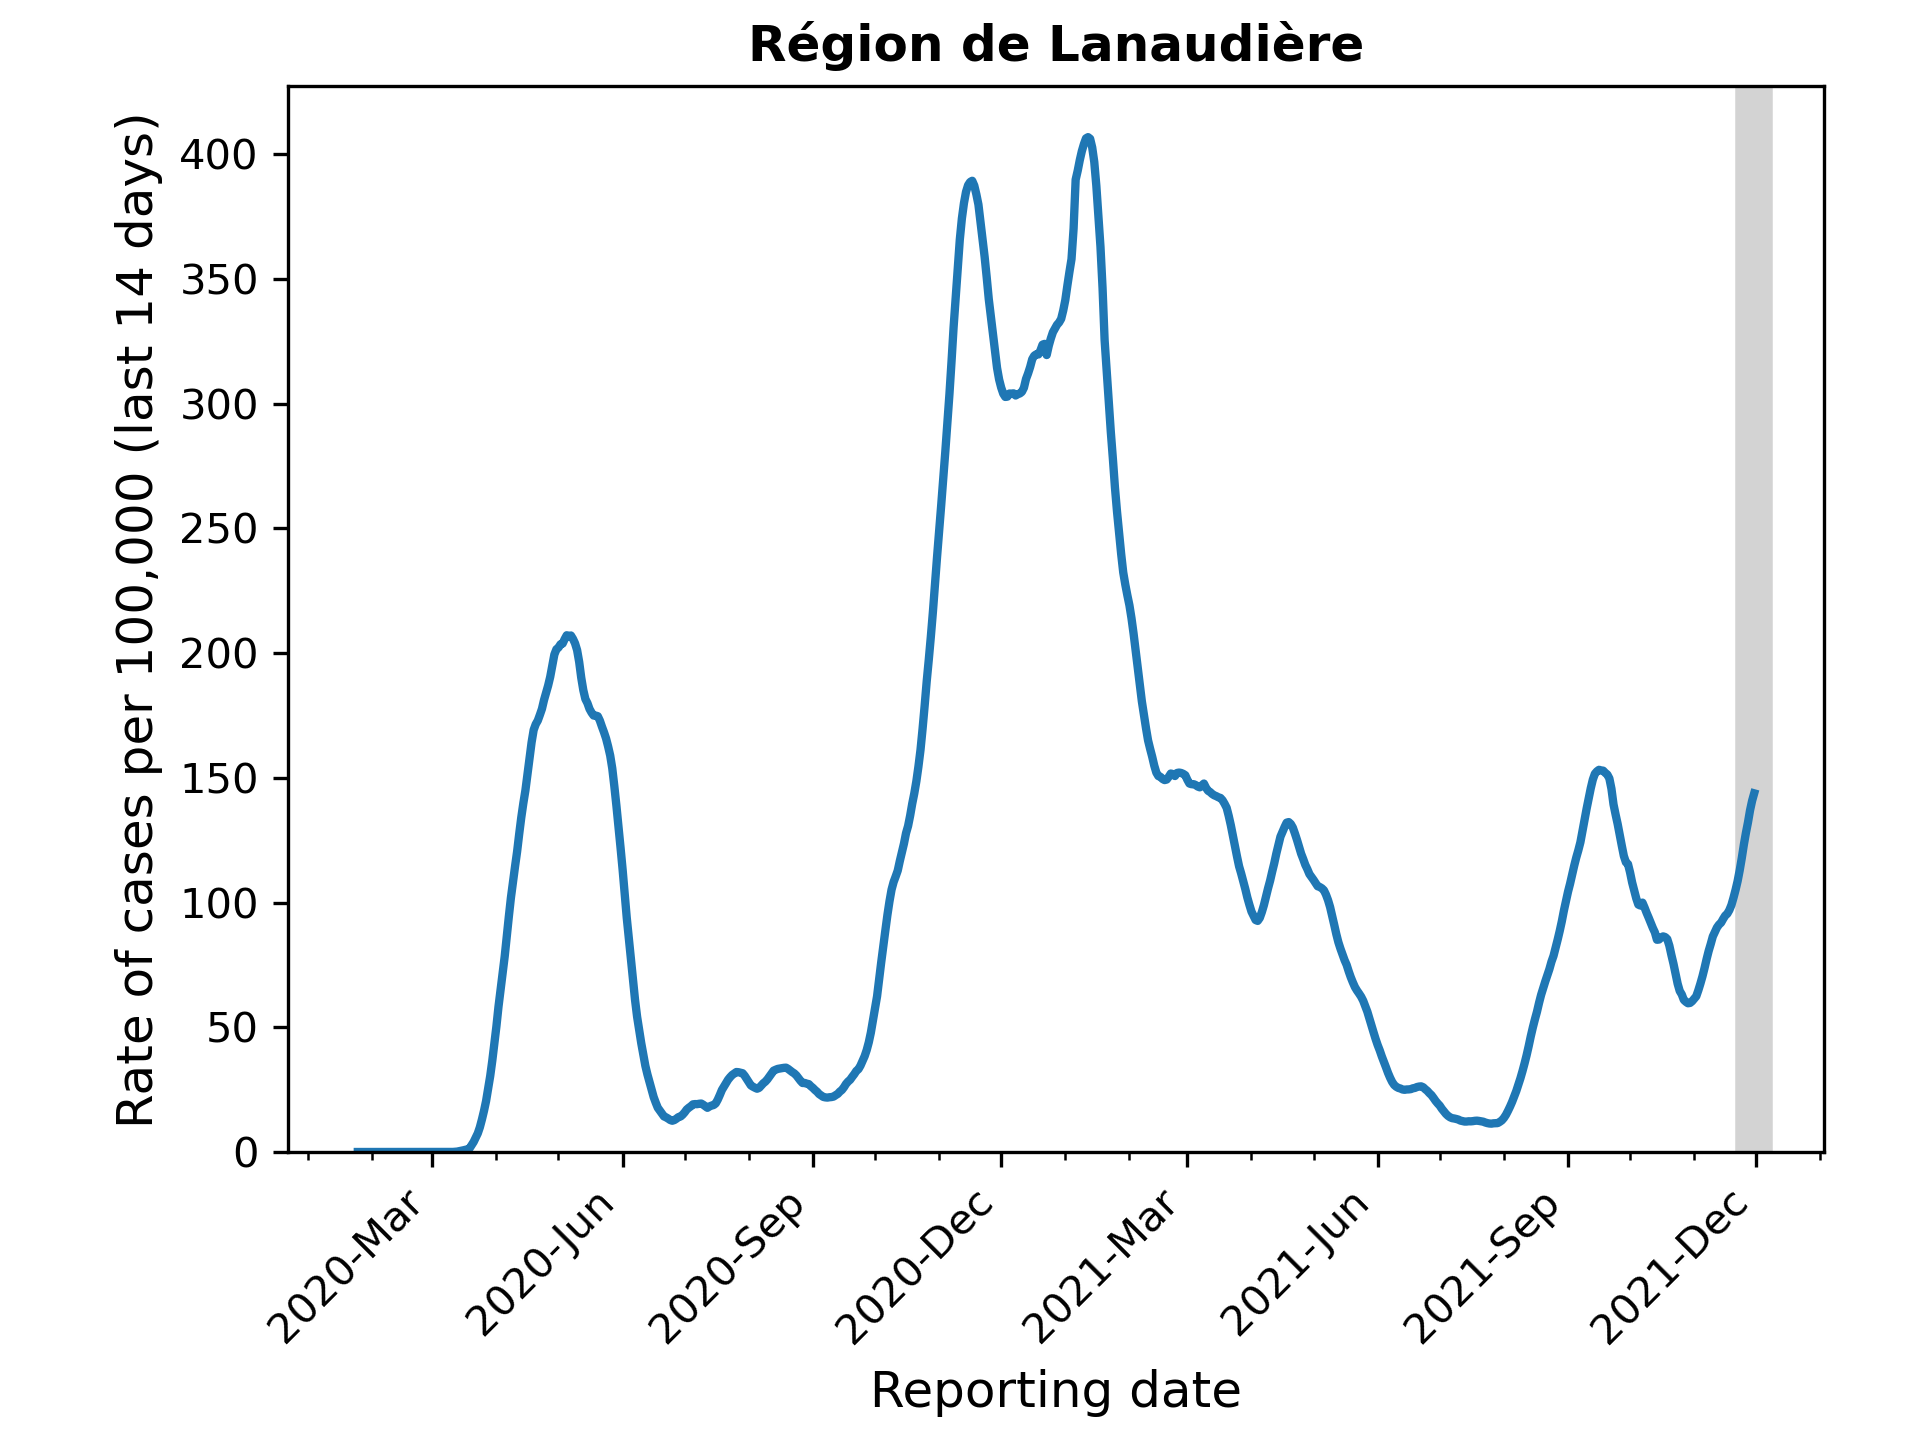 Région de Lanaudière
Rate of cases per 100,000 (last 14 days)
400
350
300
250
200
150
100
50
0
2020-Mar
2020-Jun
2020-Sep
2020-Dec
2021-Mar
2021-Jun
2021-Sep
2021-Dec
Reporting date